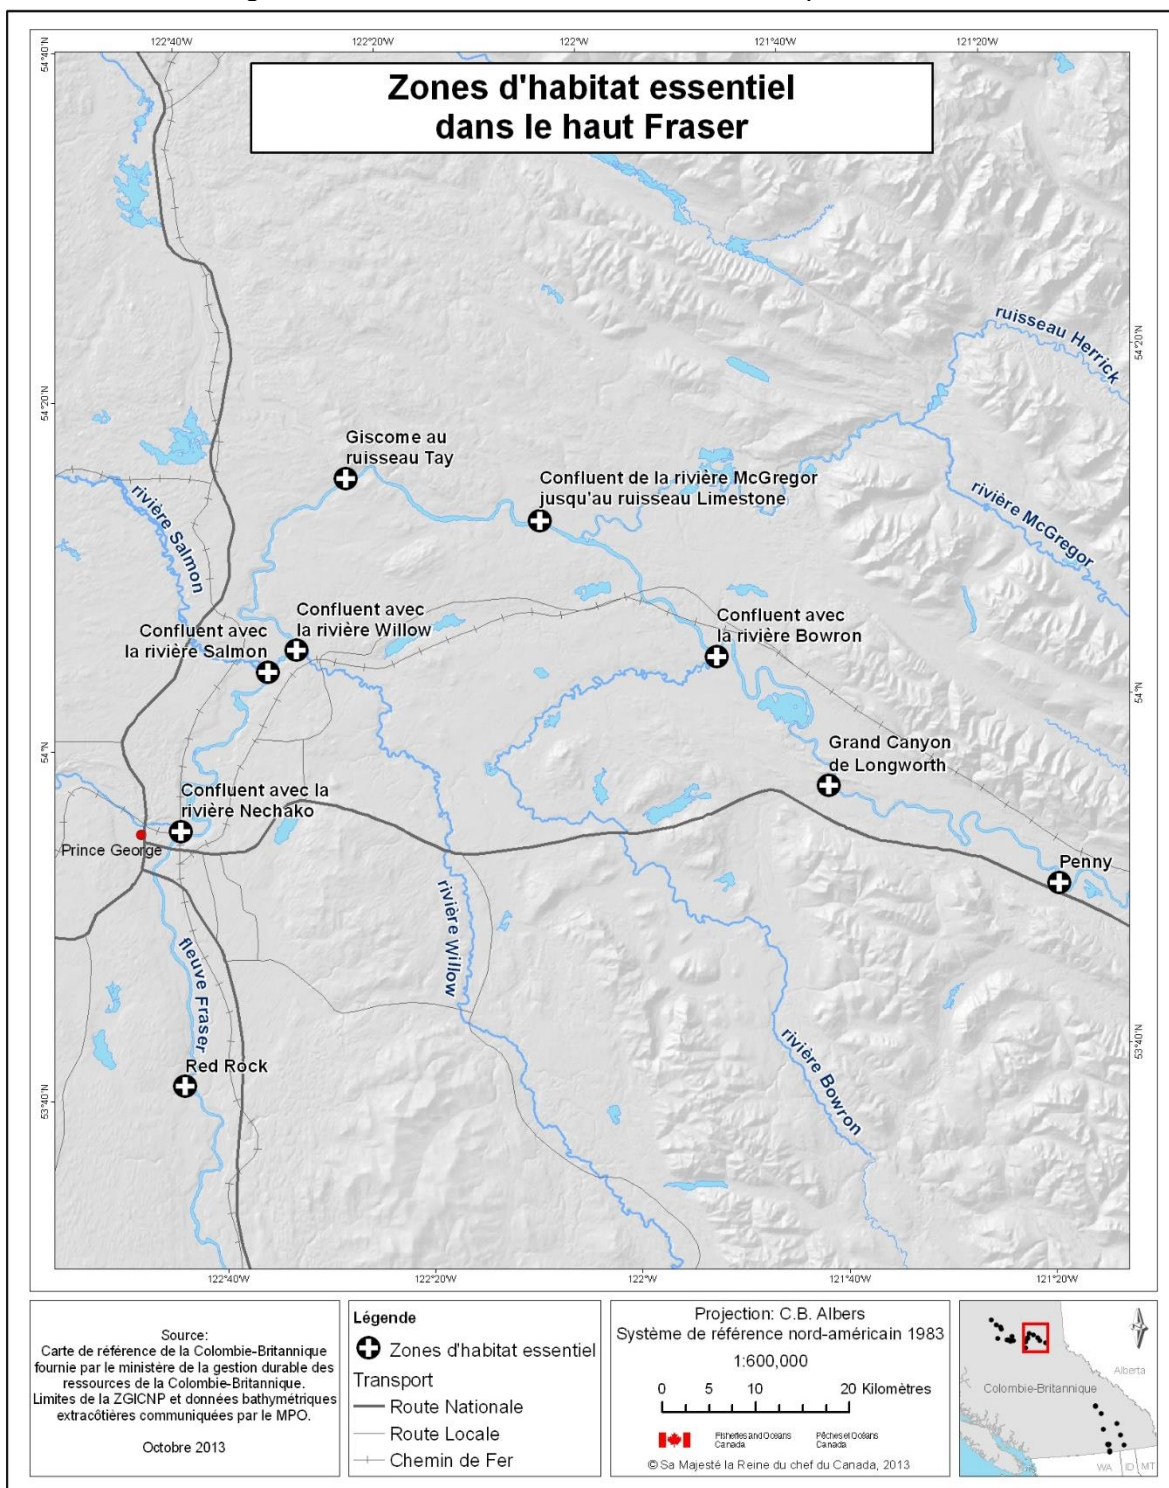 122°40'W
122°20'W
122°W
121°40'W
121°20'W
54°40'N
Zones d'habitat essentiel
dans le haut Fraser
ruisseau Herrick
54°20'N
54°20'N
Giscome au
ruisseau Tay
Confluent de la rivière McGregor
jusqu'au ruisseau Limestone
rivière McGregor
rivière Salmon
Confluent avec
la rivière Willow
Confluent avec
la rivière Bowron
Confluent avec
la rivière Salmon
54°N
54°N
Grand Canyon
de Longworth
Confluent avec la
rivière Nechako
Prince George
Penny
rivière Willow
fleuve Fraser
rivière Bowron
53°40'N
Red Rock
53°40'N
122°40'W
122°20'W
122°W
121°40'W
121°20'W
Source:
Carte de référence de la Colombie-Britannique
fournie par le ministère de la gestion durable des
ressources de la Colombie-Britannique.
Limites de la ZGICNP et données bathymétriques
extracôtières communiquées par le MPO.
Octobre 2013
Légende
Zones d'habitat essentiel
Transport
Route Nationale
Route Locale
Chemin de Fer
Projection: C.B. Albers
Système de référence nord-américain 1983
1:600,000
0 5 10 20 Kilomètres
Fisheries and Oceans
Canada
Pêches et Océans
Canada
© Sa Majesté la Reine du chef du Canada, 2013
Alberta
Colombie-Britannique
WA
ID
MT